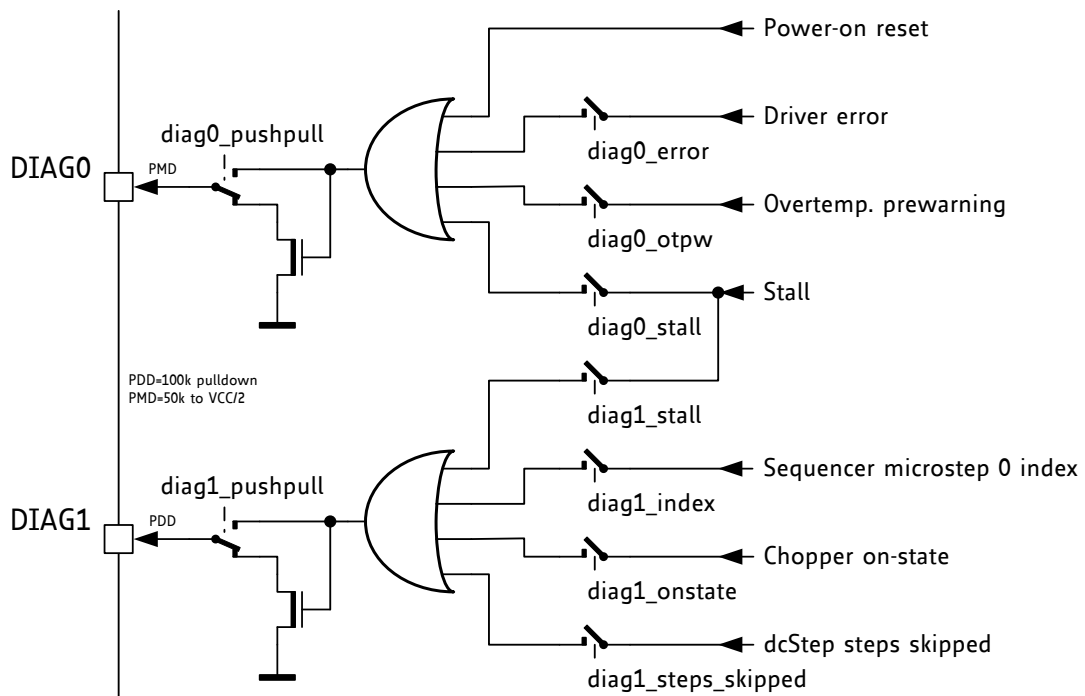 Power-on reset
Driver error
diag0_pushpull
diag0_error
DIAG0
PMD
Overtemp. prewarning
diag0_otpw
Stall
diag0_stall
PDD=100k pulldown
PMD=50k to VCC/2
diag1_stall
Sequencer microstep 0 index
diag1_pushpull
diag1_index
DIAG1
PDD
Chopper on-state
diag1_onstate
dcStep steps skipped
diag1_steps_skipped